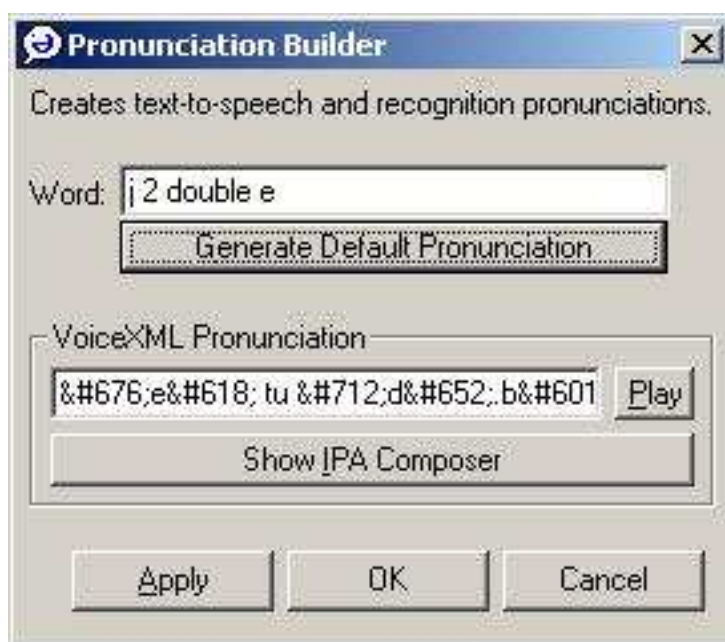 Pronunciation Builder
Creates text-to-speech and recognition pronunciations.
Word: j 2 double e
Generate Default Pronunciation
VoiceXML Pronunciation
&#676;e&#618; tu &#712;d&#652;.b&#601 Play
Show IPA Composer
Apply OK Cancel